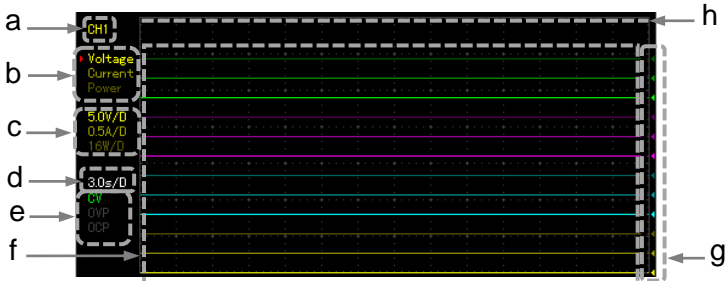 a
CH1
h
b
Voltage
Current
Power
c
5.0V/D
0.5A/D
16W/D
d
3.0s/D
e
CV
OVP
OCP
f
g